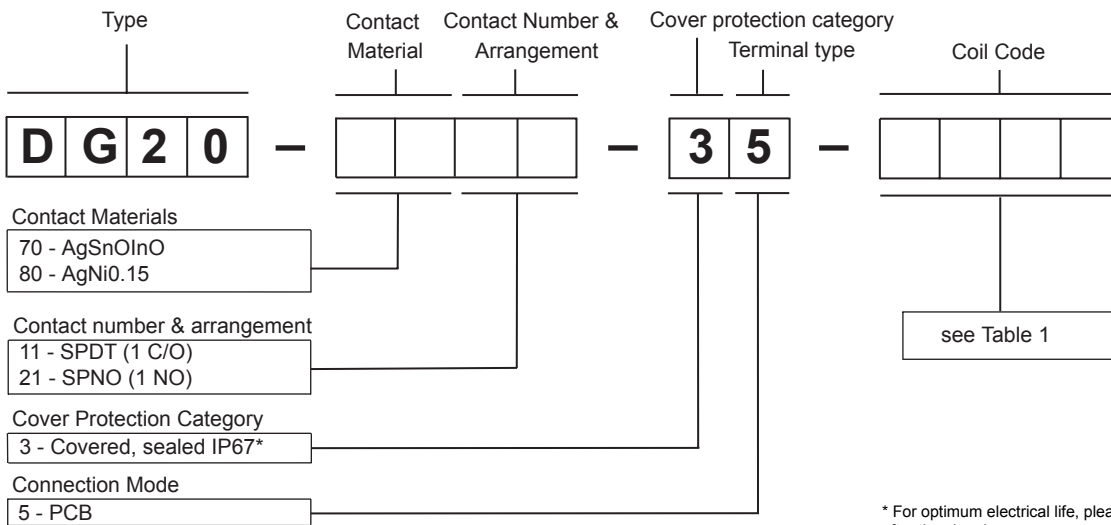 Type
Contact Material
Contact Number & Arrangement
Cover protection category
Terminal type
Coil Code
D G 2 0 – – 3 5 –
Contact Materials
70 - AgSnOInO
80 - AgNi0.15
Contact number & arrangement
11 - SPDT (1 C/O)
21 - SPNO (1 NO)
see Table 1
Cover Protection Category
3 - Covered, sealed IP67*
Connection Mode
5 - PCB
* For optimum electrical life,